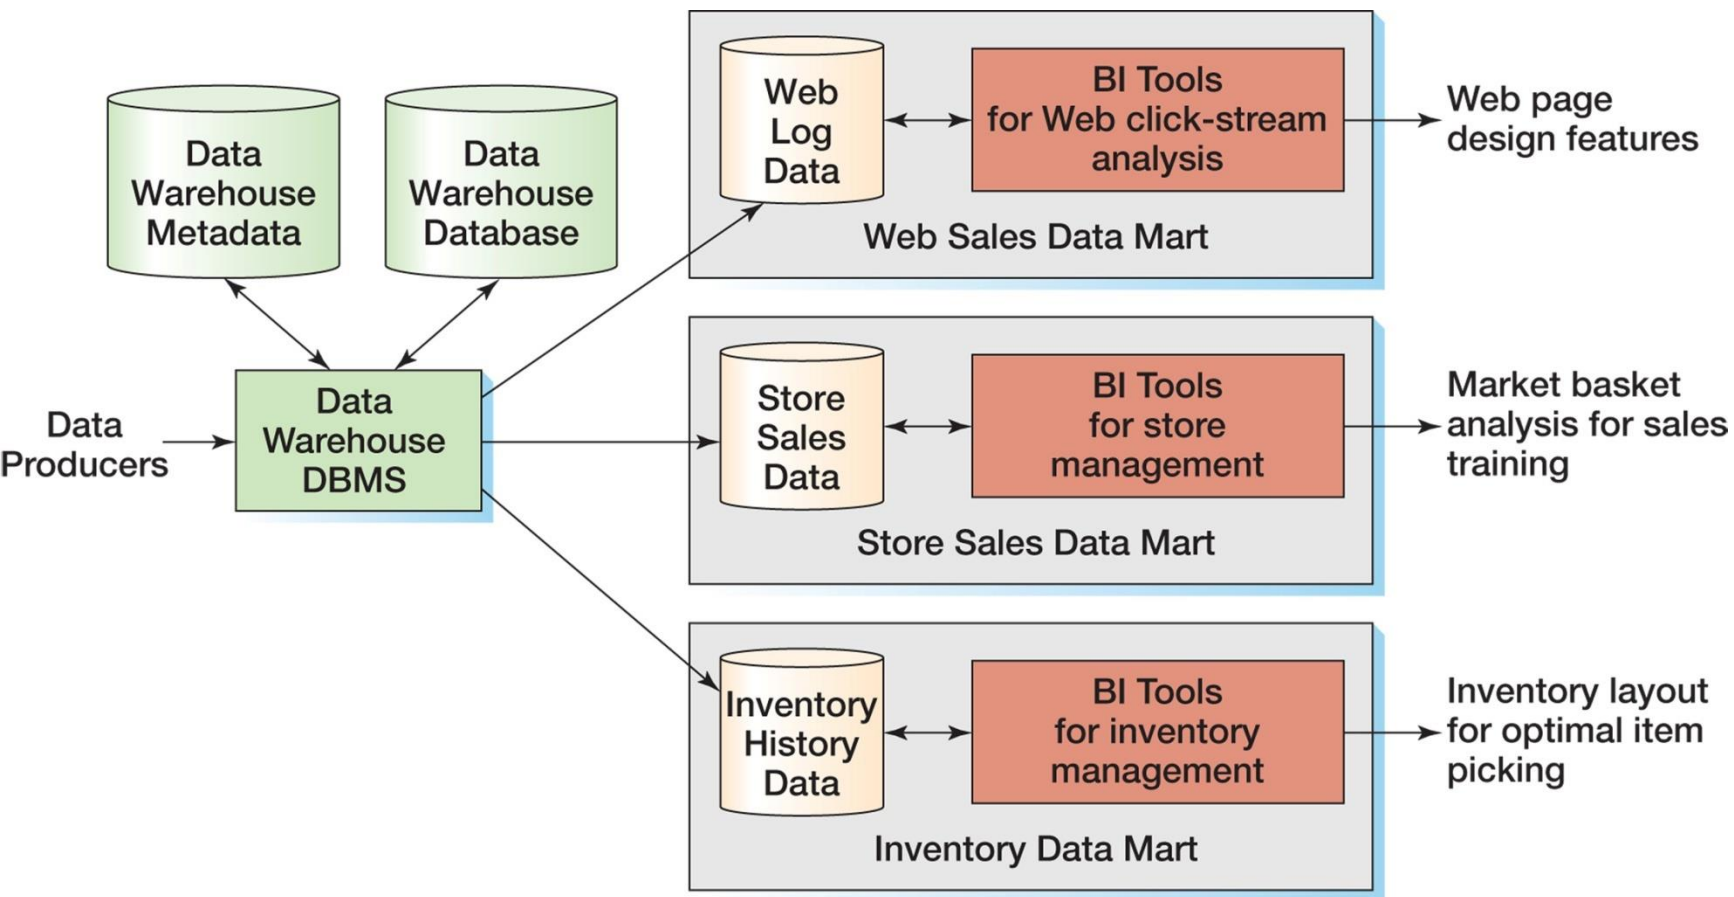 Data
Warehouse
Metadata
Data
Warehouse
Database
Data
Producers
Data
Warehouse
DBMS
Web
Log
Data
BI Tools
for Web click-stream
analysis
Web Sales Data Mart
Web page
design features
Store
Sales
Data
BI Tools
for store
management
Store Sales Data Mart
Market basket
analysis for sales
training
Inventory
History
Data
BI Tools
for inventory
management
Inventory Data Mart
Inventory layout
for optimal item
picking